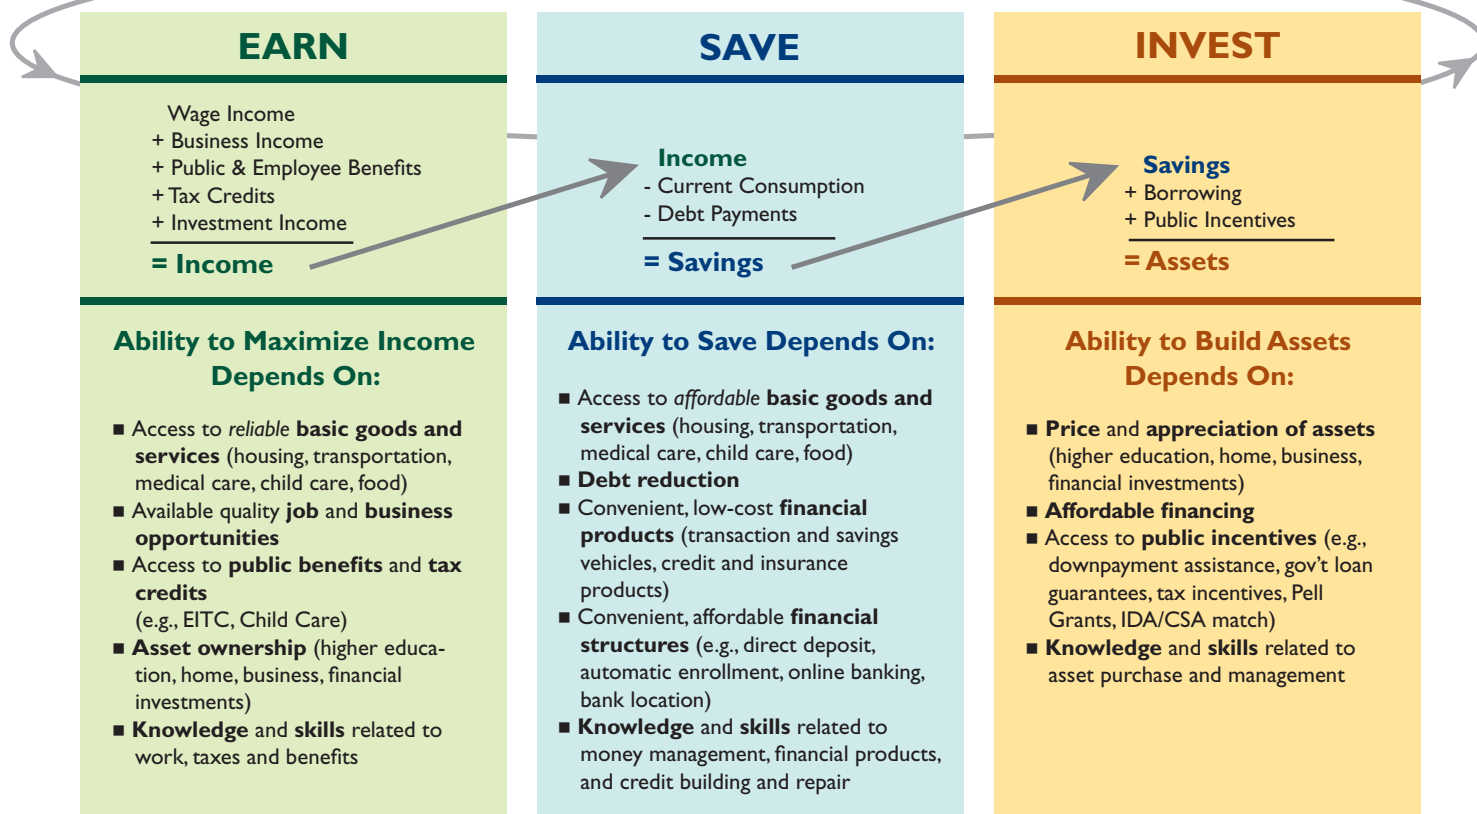 EARN
Wage Income
+ Business Income
+ Public & Employee Benefits
+ Tax Credits
+ Investment Income
= Income
Ability to Maximize Income
Depends On:
■ Access to reliable basic goods and
services (housing, transportation,
medical care, child care, food)
■ Available quality job and business
opportunities
■ Access to public benefits and tax
credits
(e.g., EITC, Child Care)
■ Asset ownership (higher educa-
tion, home, business, financial
investments)
■ Knowledge and skills related to
work, taxes and benefits
SAVE
Income
- Current Consumption
- Debt Payments
= Savings
Ability to Save Depends On:
■ Access to affordable basic goods and
services (housing, transportation,
medical care, child care, food)
■ Debt reduction
■ Convenient, low-cost financial
products (transaction and savings
vehicles, credit and insurance
products)
■ Convenient, affordable financial
structures (e.g., direct deposit,
automatic enrollment, online banking,
bank location)
■ Knowledge and skills related to
money management, financial products,
and credit building and repair
INVEST
Savings
+ Borrowing
+ Public Incentives
= Assets
Ability to Build Assets
Depends On:
■ Price and appreciation of assets
(higher education, home, business,
financial investments)
■ Affordable financing
■ Access to public incentives (e.g.,
downpayment assistance, gov't loan
guarantees, tax incentives, Pell
Grants, IDA/CSA match)
■ Knowledge and skills related to
asset purchase and management